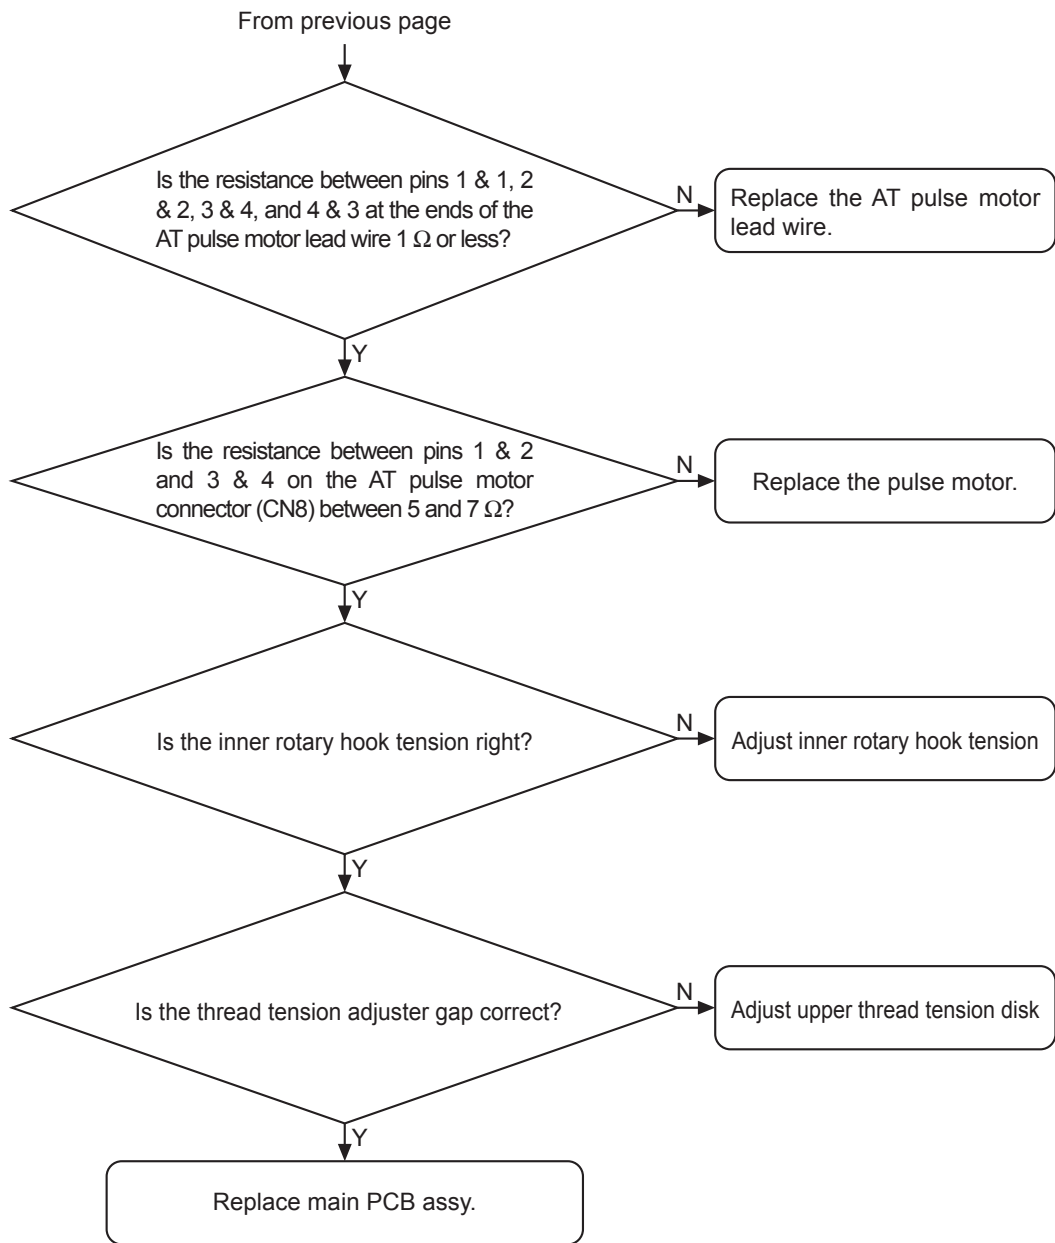 From previous page
Is the resistance between pins 1 & 1, 2
& 2, 3 & 4, and 4 & 3 at the ends of the
AT pulse motor lead wire 1 Ω or less?
N
Replace the AT pulse motor
lead wire.
Y
Is the resistance between pins 1 & 2
and 3 & 4 on the AT pulse motor
connector (CN8) between 5 and 7 Ω?
N
Replace the pulse motor.
Y
Is the inner rotary hook tension right?
N
Adjust inner rotary hook tension
Y
Is the thread tension adjuster gap correct?
N
Adjust upper thread tension disk
Y
Replace main PCB assy.